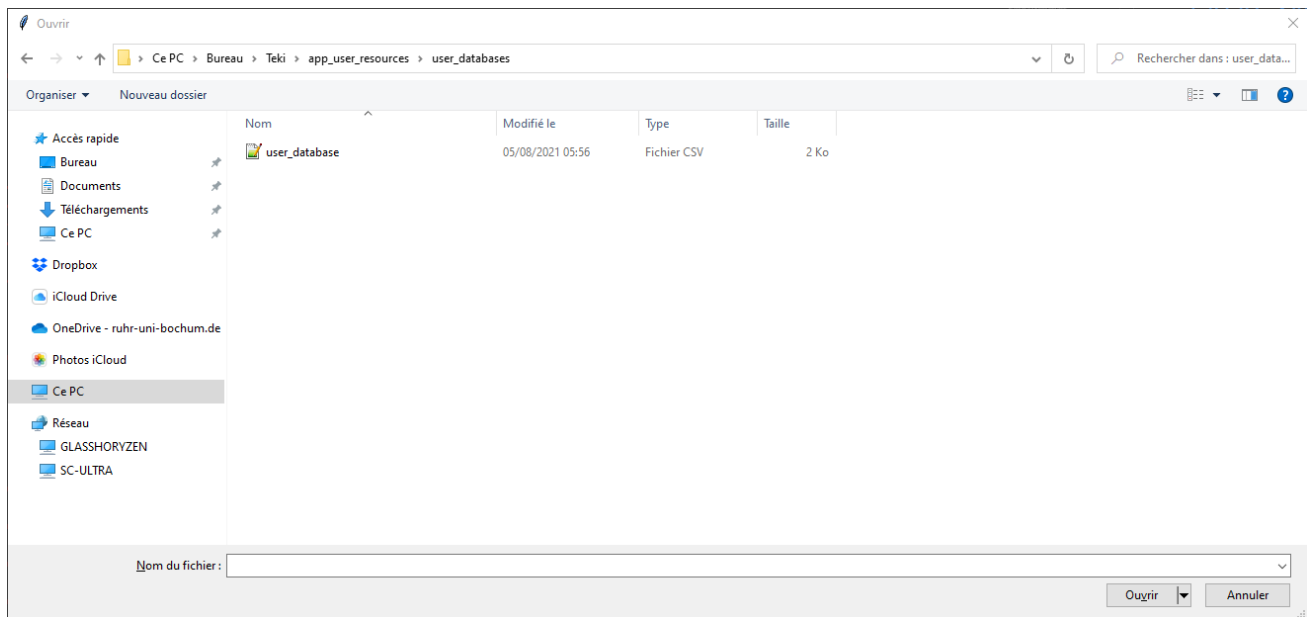 Ouvrir
Ce PC > Bureau > Teki > app_user_resources > user_databases
Rechercher dans : user_data...
Organiser
Nouveau dossier
Nom
Modifié le
Type
Taille
user_database
05/08/2021 05:56
Fichier CSV
2 Ko
Accès rapide
Bureau
Documents
Téléchargements
Ce PC
Dropbox
iCloud Drive
OneDrive - ruhr-uni-bochum.de
Photos iCloud
Ce PC
Réseau
GLASSHORYZEN
SC-ULTRA
Nom du fichier :
Ouvrir
Annuler